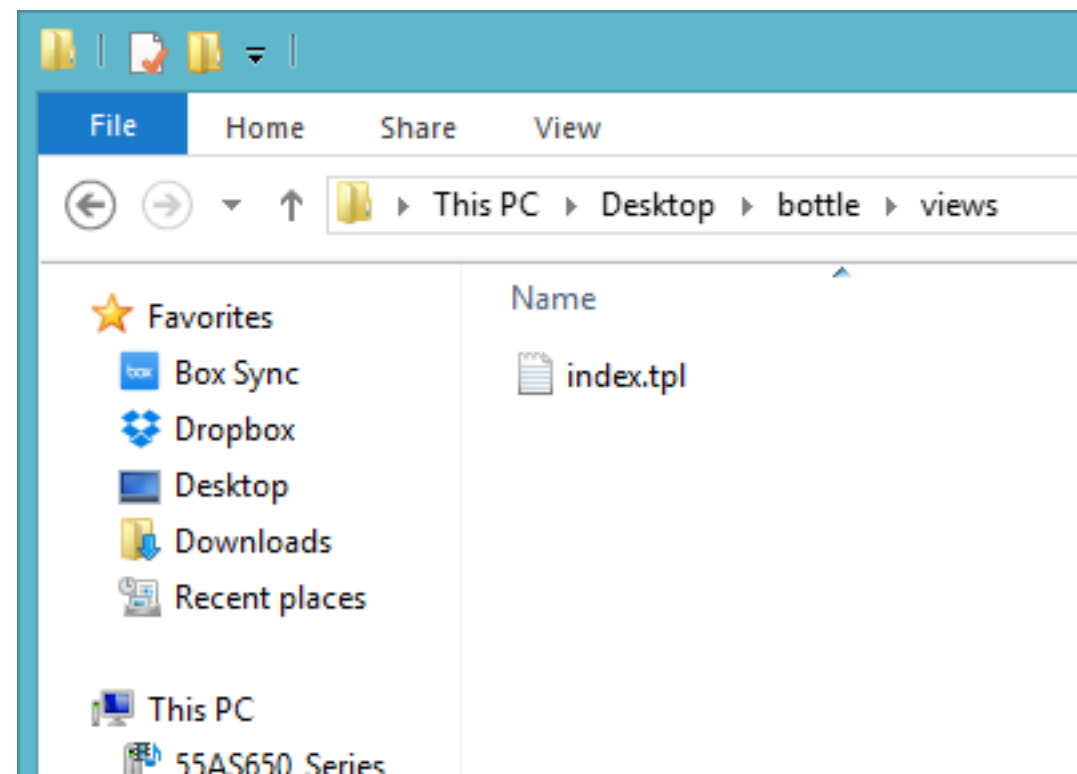 File Home Share View
This PC Desktop bottle views
Name
index.tpl
Favorites
box Box Sync
Dropbox
Desktop
Downloads
Recent places
This PC
55AS650 Series